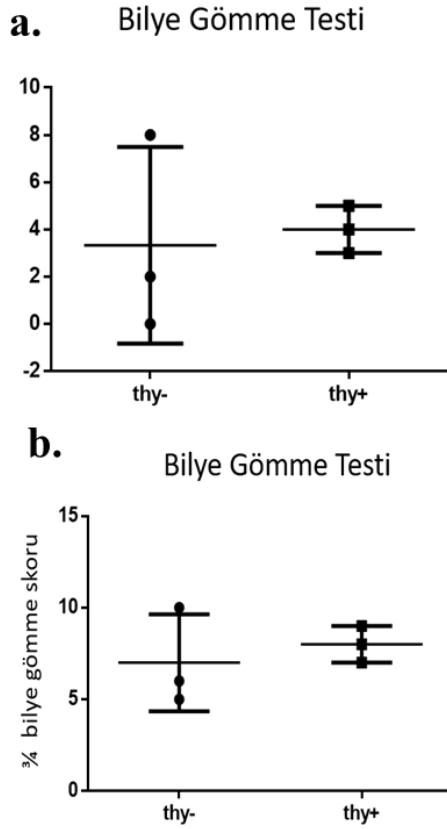 a. Bilye Gömme Testi
10
8
6
4
2
0
-2
thy- thy+
b. Bilye Gömme Testi
¾ bilye gömme skoru
15
10
5
0
thy- thy+